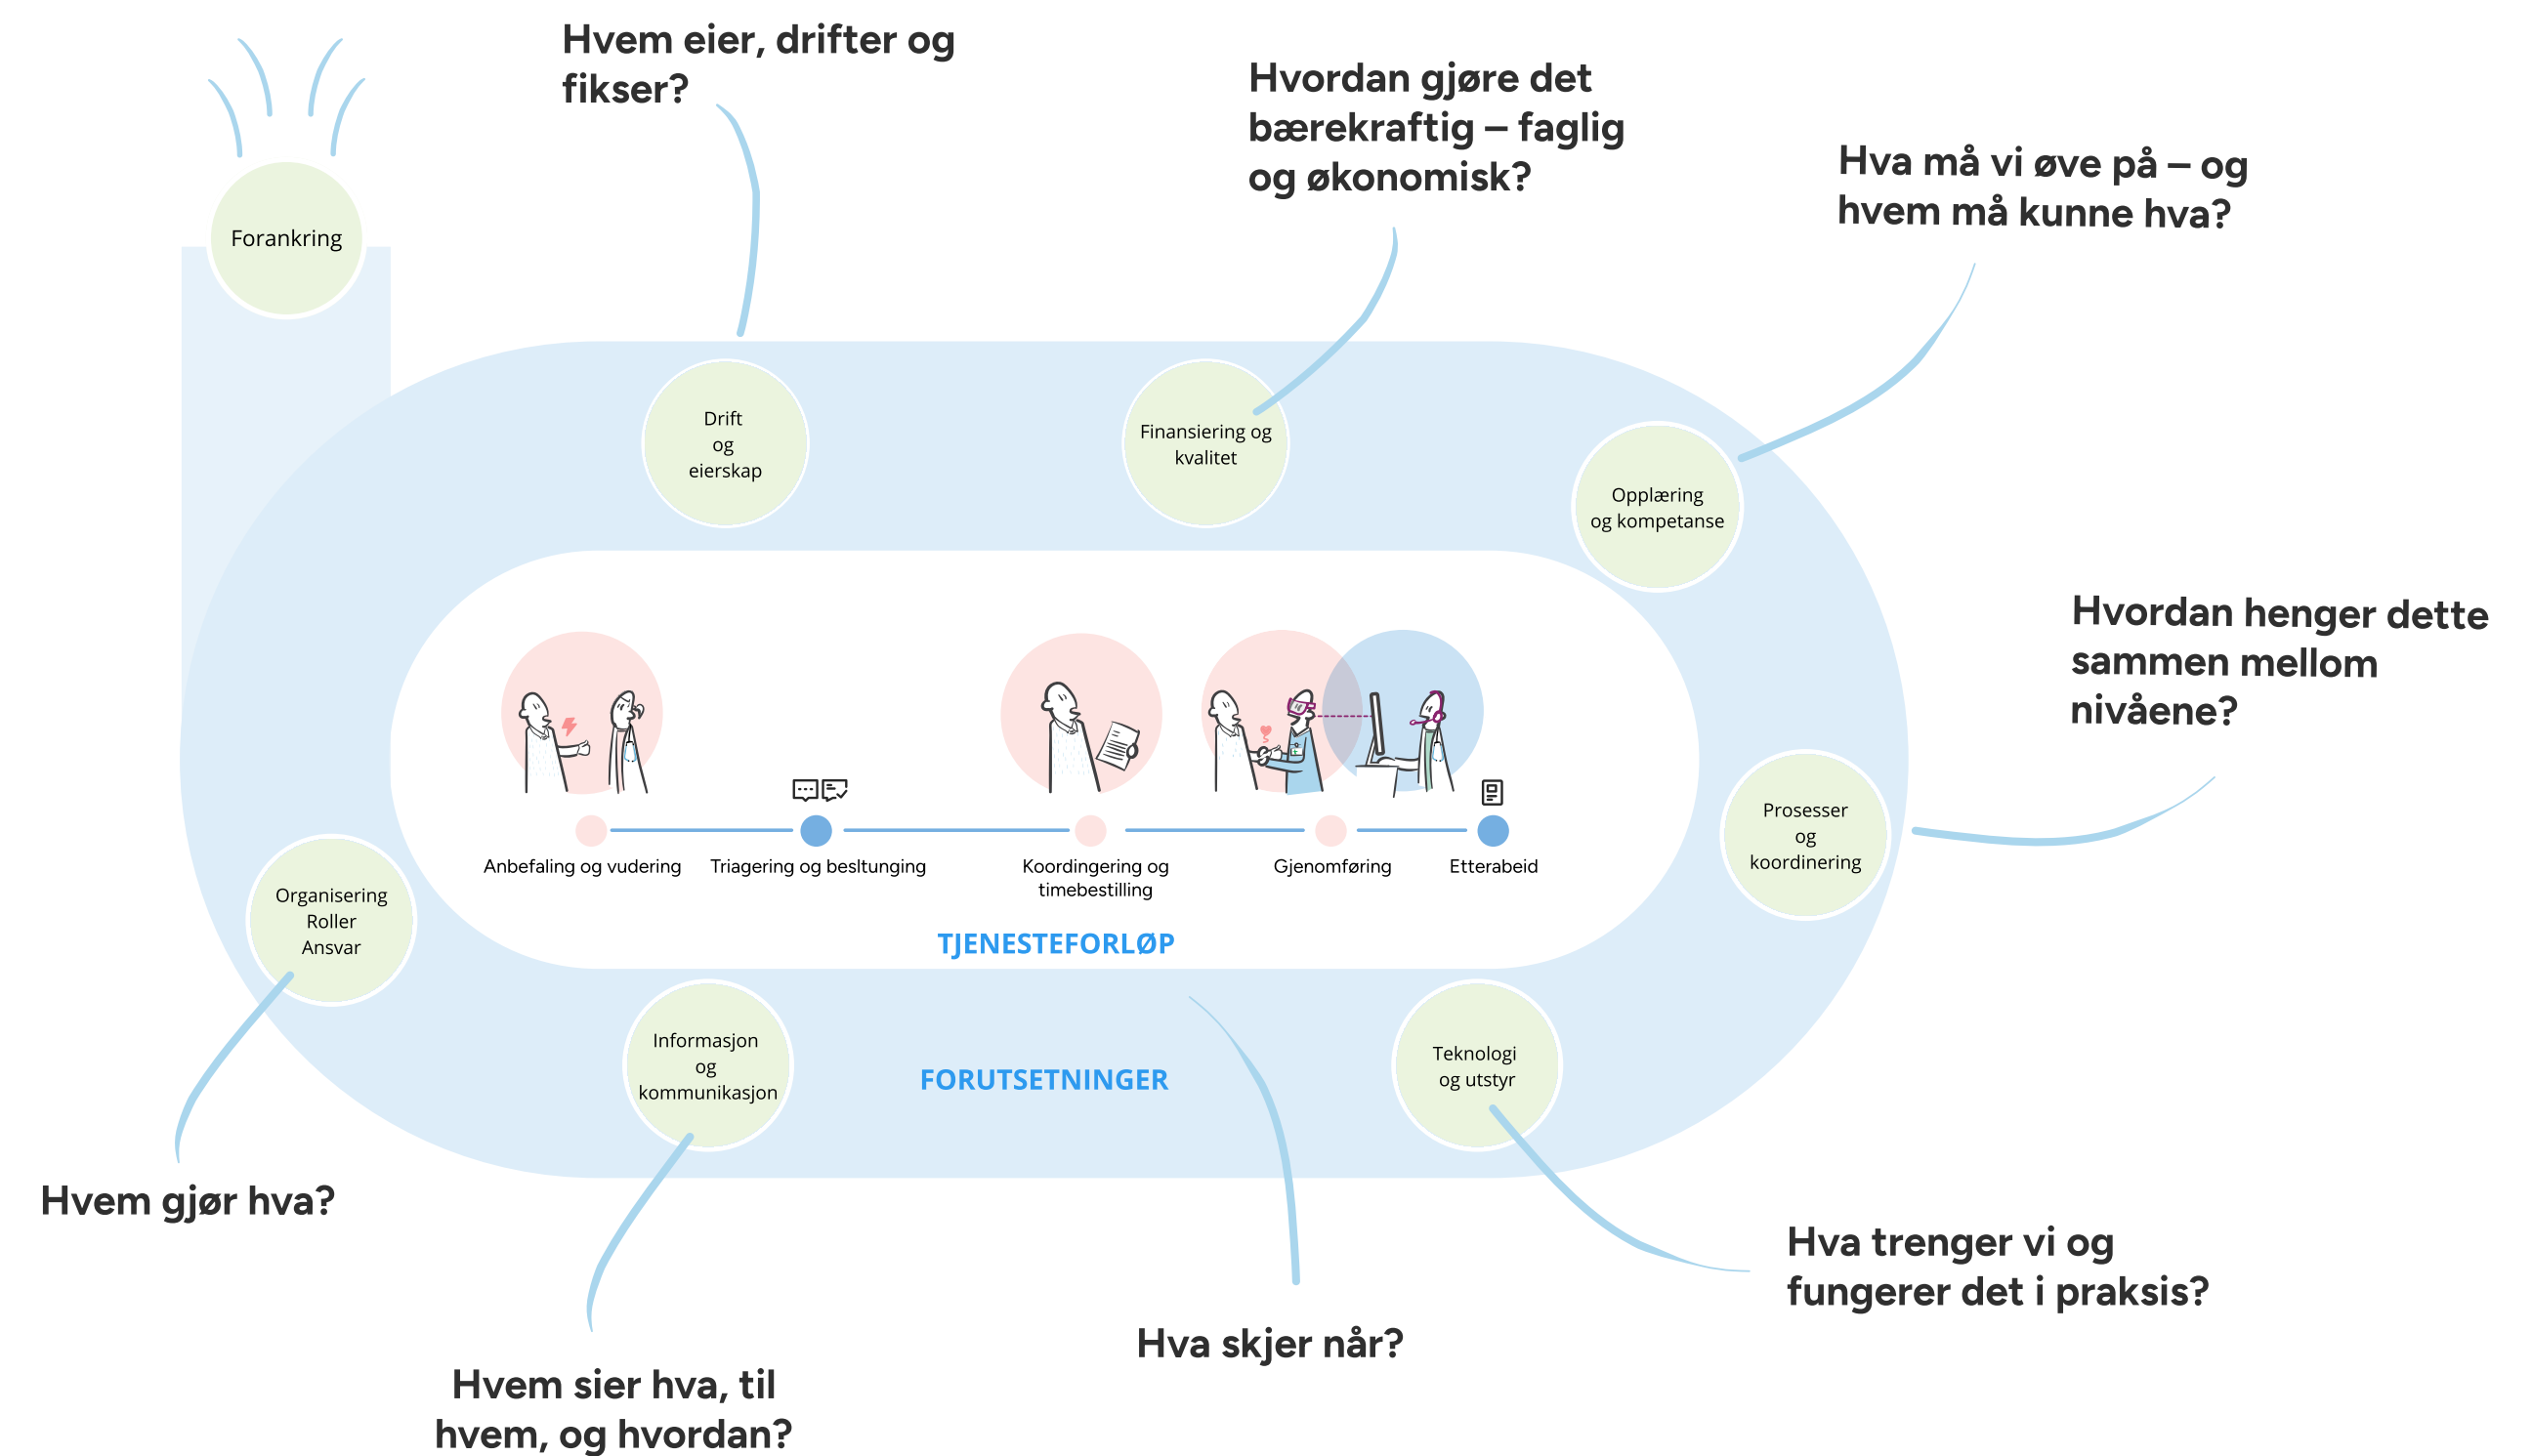 Hvem eier, drifter og
fikser?
Hvordan gjøre det
bærekraftig – faglig
og økonomisk?
Hva må vi øve på – og
hvem må kunne hva?
Forankring
Drift
og
eierskap
Finansiering og
kvalitet
Opplæring
og kompetanse
Hvordan henger dette
sammen mellom
nivåene?
Prosesser
og
koordinering
Anbefaling og vudering
Triagering og besltunging
Koordingering og
timebestilling
Gjenomføring
Etterabeid
Organisering
Roller
Ansvar
TJENESTEFORLØP
Informasjon
og
kommunikasjon
FORUTSETNINGER
Teknologi
og utstyr
Hvem gjør hva?
Hva trenger vi og
fungerer det i praksis?
Hva skjer når?
Hvem sier hva, til
hvem, og hvordan?